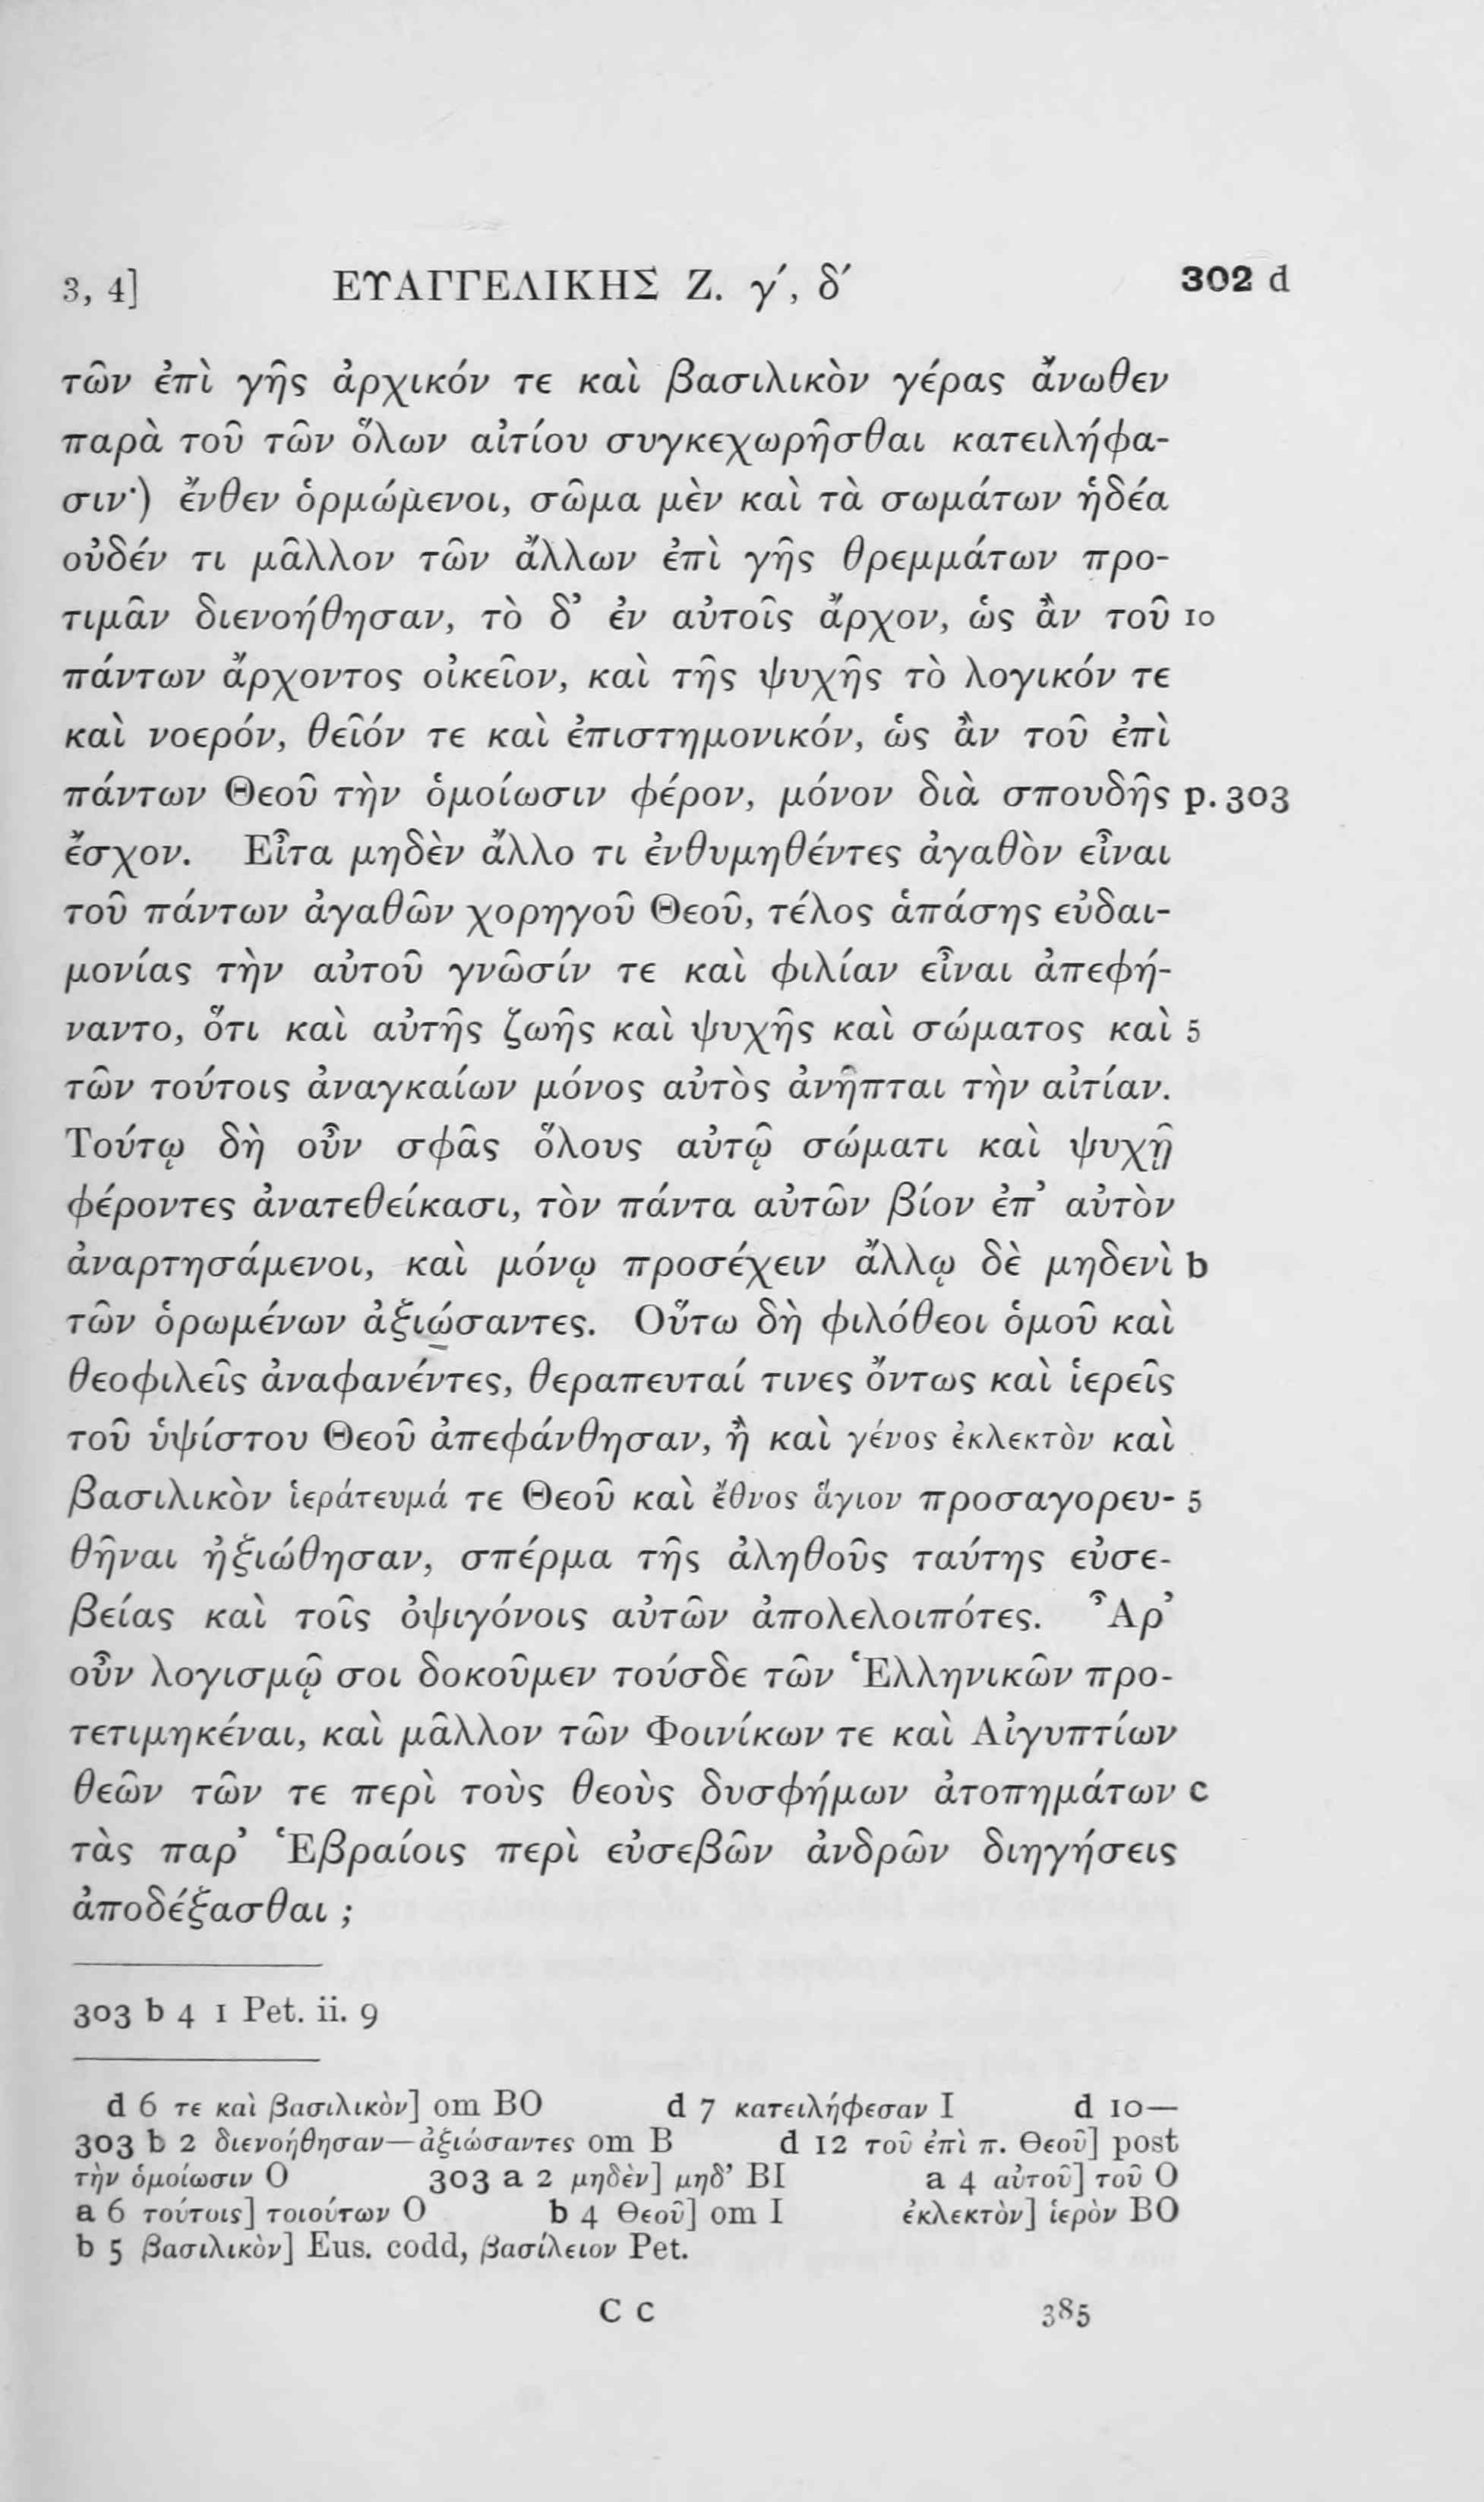 3, 4] ΕΥΑΓΓΕΛΙΚΗΣ Ζ. γ′, δ′ 302 d
τῶν ἐπὶ γῆς ἀρχικόν τε καὶ βασιλικὸν γέρας ἄνωθεν
παρὰ τοῦ τῶν ὅλων αἰτίου συγκεχωρῆσθαι κατειλήφα-
σιν·) ἔνθεν ὁρμώμενοι, σῶμα μὲν καὶ τὰ σωμάτων ἡδέα
οὐδέν τι μᾶλλον τῶν ἄλλων ἐπὶ γῆς θρεμμάτων προ-
τιμᾶν διενοήθησαν, τὸ δ’ ἐν αὐτοῖς ἄρχον, ὡς ἂν τοῦ 10
πάντων ἄρχοντος οἰκεῖον, καὶ τῆς ψυχῆς τὸ λογικόν τε
καὶ νοερόν, θεῖόν τε καὶ ἐπιστημονικόν, ὡς ἂν τοῦ ἐπὶ
πάντων Θεοῦ τὴν ὁμοίωσιν φέρον, μόνον διὰ σπουδῆς p. 303
ἔσχον. Εἶτα μηδὲν ἄλλο τι ἐνθυμηθέντες ἀγαθὸν εἶναι
τοῦ πάντων ἀγαθῶν χορηγοῦ Θεοῦ, τέλος ἁπάσης εὐδαι-
μονίας τὴν αὐτοῦ γνῶσίν τε καὶ φιλίαν εἶναι ἀπεφή-
ναντο, ὅτι καὶ αὐτῆς ζωῆς καὶ ψυχῆς καὶ σώματος καὶ 5
τῶν τούτοις ἀναγκαίων μόνος αὐτὸς ἀνῆπται τὴν αἰτίαν.
Τούτῳ δὴ οὖν σφᾶς ὅλους αὐτῷ σώματι καὶ ψυχῇ
φέροντες ἀνατεθείκασι, τὸν πάντα αὐτῶν βίον ἐπ’ αὐτὸν
ἀναρτησάμενοι, καὶ μόνῳ προσέχειν ἄλλῳ δὲ μηδενὶ b
τῶν ὁρωμένων ἀξιώσαντες. Οὕτω δὴ φιλόθεοι ὁμοῦ καὶ
θεοφιλεῖς ἀναφανέντες, θεραπευταί τινες ὄντως καὶ ἱερεῖς
τοῦ ὑψίστου Θεοῦ ἀπεφάνθησαν, ἢ καὶ γένος ἐκλεκτὸν καὶ
βασιλικὸν ἱεράτευμά τε Θεοῦ καὶ ἔθνος ἅγιον προσαγορευ- 5
θῆναι ἠξιώθησαν, σπέρμα τῆς ἀληθοῦς ταύτης εὐσε-
βείας καὶ τοῖς ὀψιγόνοις αὐτῶν ἀπολελοιπότες. Ἆρ’
οὖν λογισμῷ σοι δοκοῦμεν τούσδε τῶν Ἑλληνικῶν προ-
τετιμηκέναι, καὶ μᾶλλον τῶν Φοινίκων τε καὶ Αἰγυπτίων
θεῶν τῶν τε περὶ τοὺς θεοὺς δυσφήμων ἀτοπημάτων c
τὰς παρ’ Ἑβραίοις περὶ εὐσεβῶν ἀνδρῶν διηγήσεις
ἀποδέξασθαι ;
303 b 4 1 Pet. ii. 9
d 6 τε καὶ βασιλικὸν] om BO d 7 κατειλήφεσαν I d 10—
303 b 2 διενοήθησαν—ἀξιώσαντες om B d 12 τοῦ ἐπὶ π. Θεοῦ] post
τὴν ὁμοίωσιν O 303 a 2 μηδὲν] μηδ’ BI a 4 αὐτοῦ] τοῦ O
a 6 τούτοις] τοιούτων O b 4 Θεοῦ] om I ἐκλεκτὸν] ἱερὸν BO
b 5 βασιλικὸν] Eus. codd, βασίλειον Pet.
C c 385